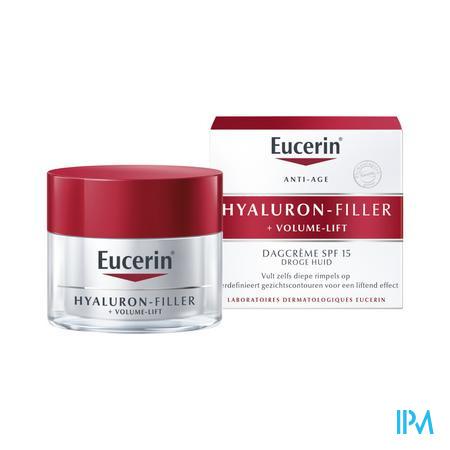 Eucerin®
HYALURON-FILLER
+ VOLUME-LIFT
Eucerin®
ANTI-AGE
HYALURON-FILLER
+ VOLUME-LIFT
DAGCRÈME SPF 15
DROGE HUID
Vult zelfs diepe rimpels op
erdefinieert gezichtscontouren voor een liftend effect
LABORATOIRES DERMATOLOGIQUES EUCERIN
IPM